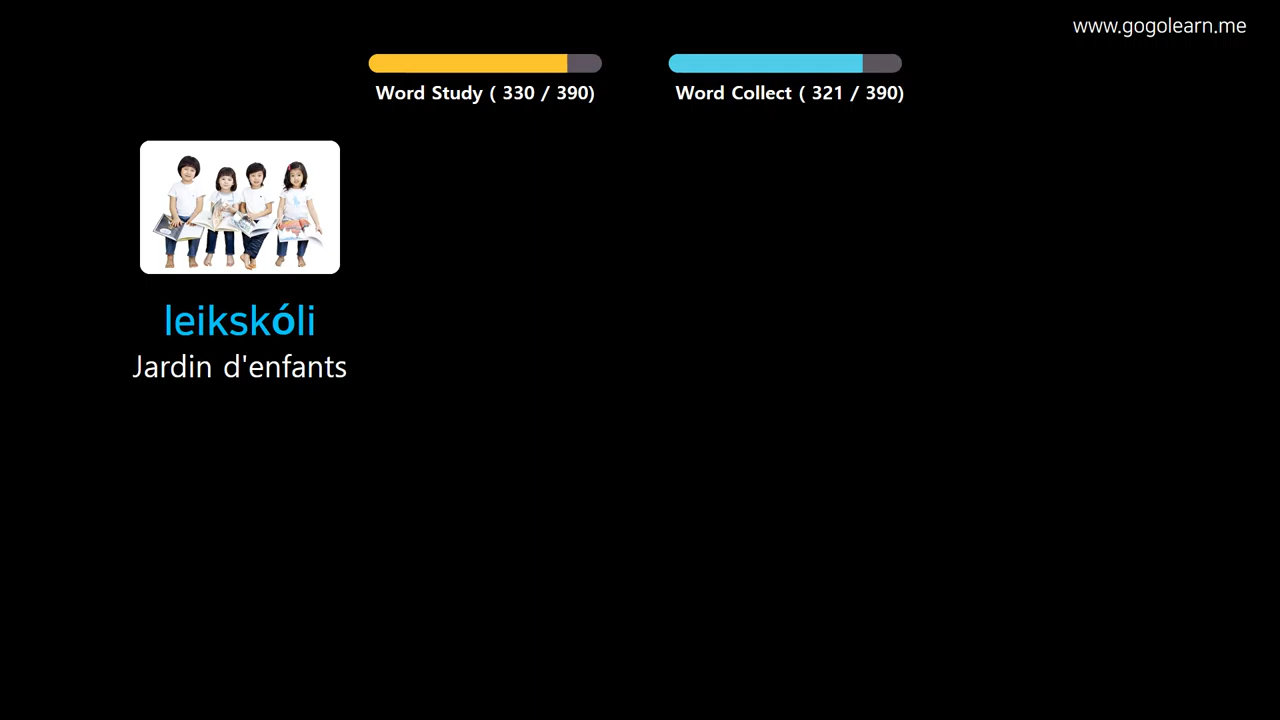 www.gogolearn.me
Word Study ( 330 / 390)
Word Collect ( 321 / 390)
leikskóli
Jardin d'enfants